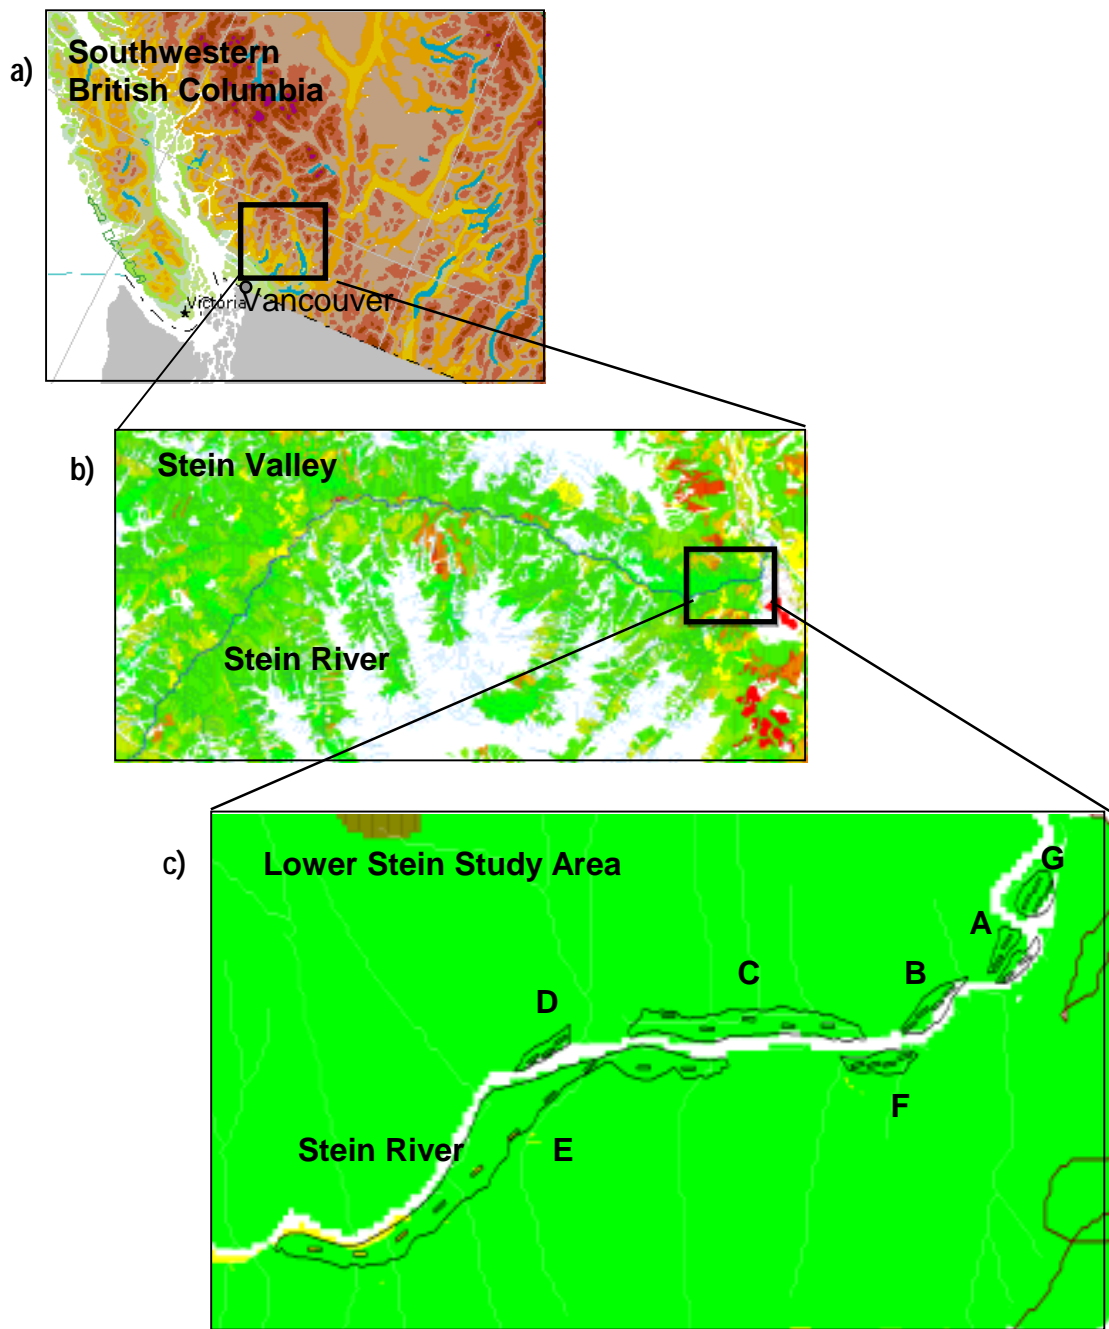 a)
Southwestern
British Columbia
Victoria
Vancouver
b)
Stein Valley
Stein River
c)
Lower Stein Study Area
G
A
C
B
D
F
Stein River
E